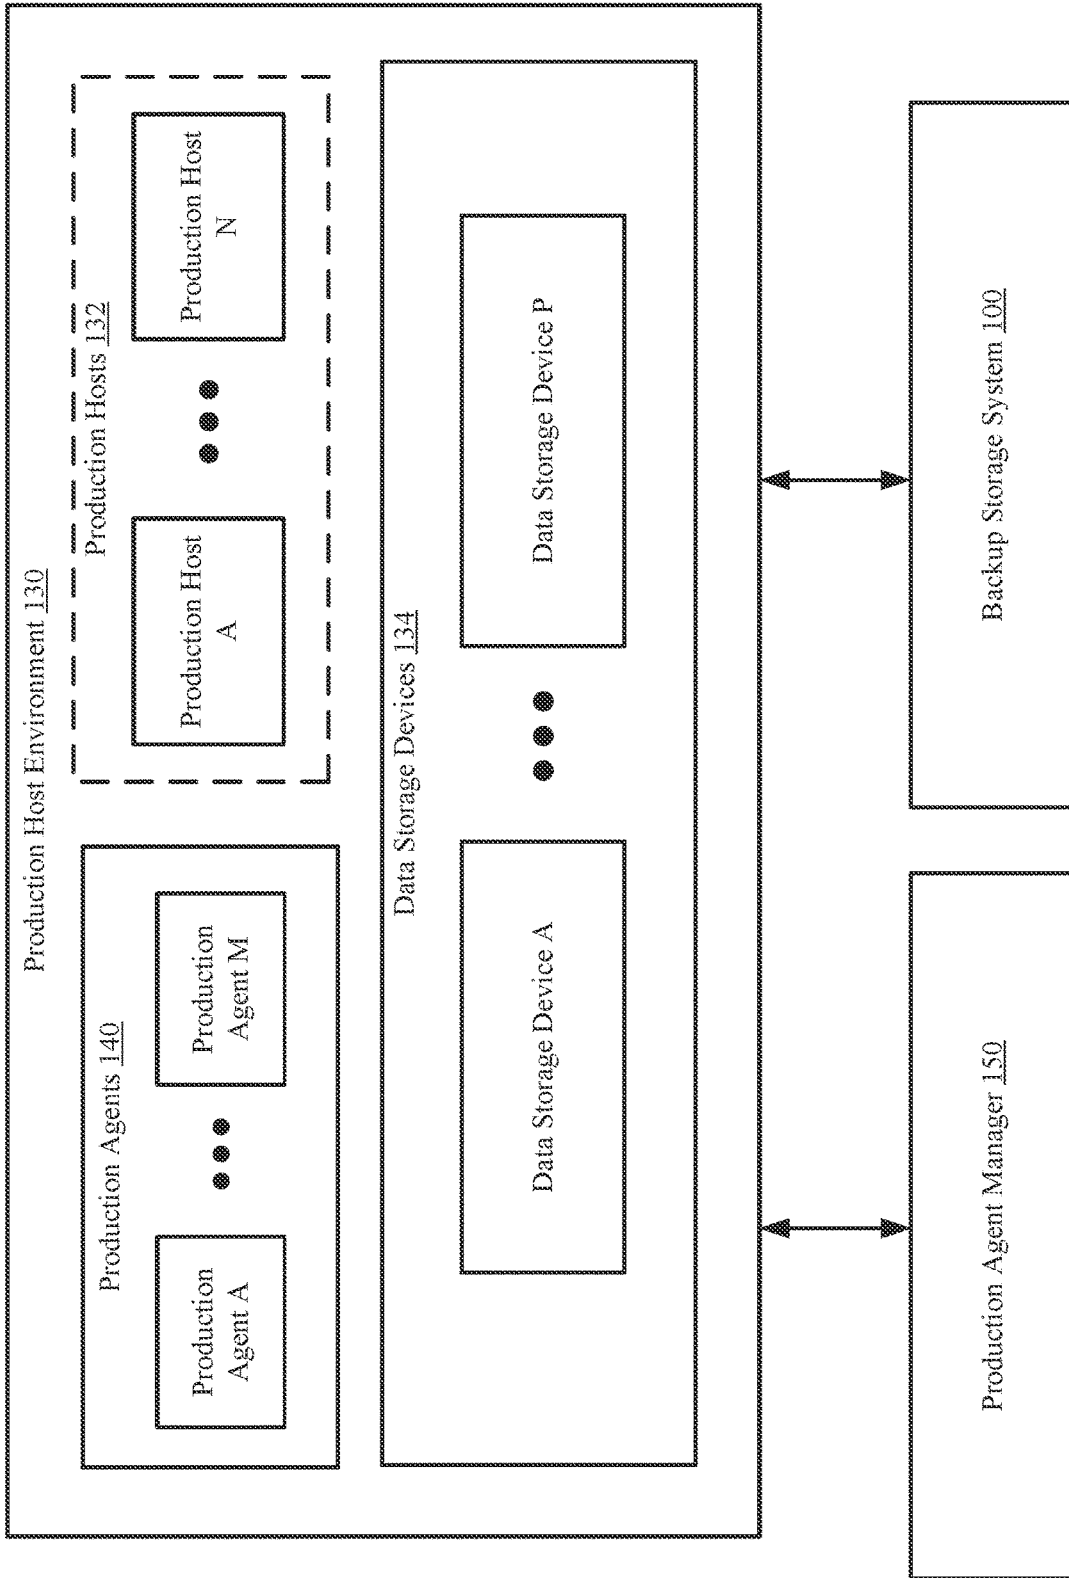 Production Host Environment 130
Production Agents 140
Production
Agent A
Production
Agent M
Production Hosts 132
Production Host
A
Production Host
N
Data Storage Devices 134
Data Storage Device A
Data Storage Device P
Production Agent Manager 150
Backup Storage System 100